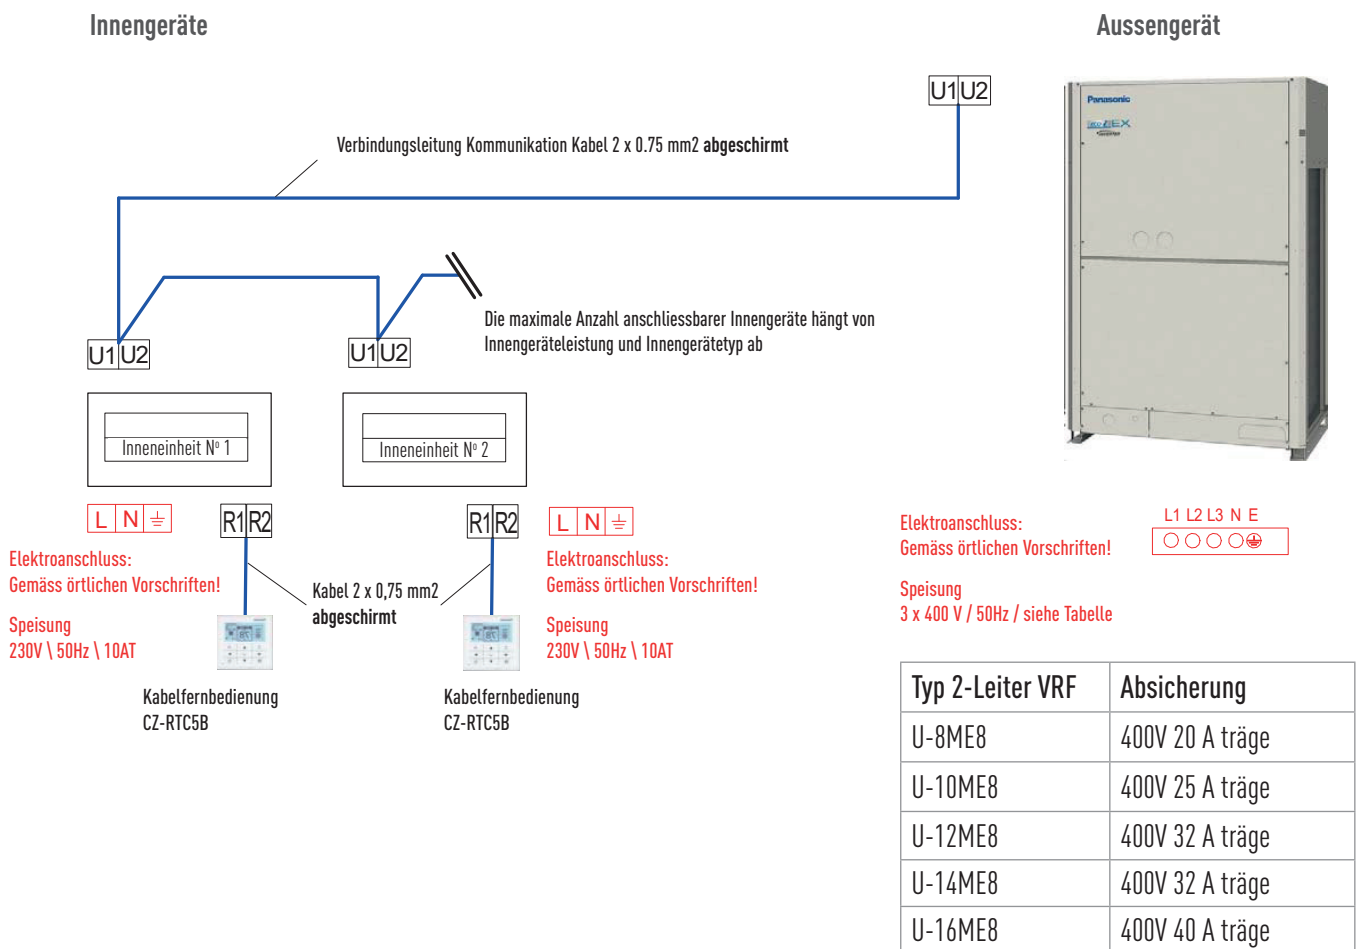 Innengeräte
Aussengerät
U1 U2
Panasonic
Verbindungsleitung Kommunikation Kabel 2 x 0.75 mm2 abgeschirmt
Die maximale Anzahl anschliessbarer Innengeräte hängt von
Innengeräteleistung und Innengerätetyp ab
U1 U2
U1 U2
Inneneinheit Nº 1
Inneneinheit Nº 2
L N
R1 R2
R1 R2
L N
Elektroanschluss:
Gemäss örtlichen Vorschriften!
Speisung
230V \ 50Hz \ 10AT
Kabel 2 x 0,75 mm2
abgeschirmt
Elektroanschluss:
Gemäss örtlichen Vorschriften!
Speisung
230V \ 50Hz \ 10AT
Kabelfernbedienung
CZ-RTC5B
Kabelfernbedienung
CZ-RTC5B
Elektroanschluss:
Gemäss örtlichen Vorschriften!
L1 L2 L3 N E
Speisung
3 x 400 V / 50Hz / siehe Tabelle
Typ 2-Leiter VRF Absicherung
U-8ME8 400V 20 A träge
U-10ME8 400V 25 A träge
U-12ME8 400V 32 A träge
U-14ME8 400V 32 A träge
U-16ME8 400V 40 A träge